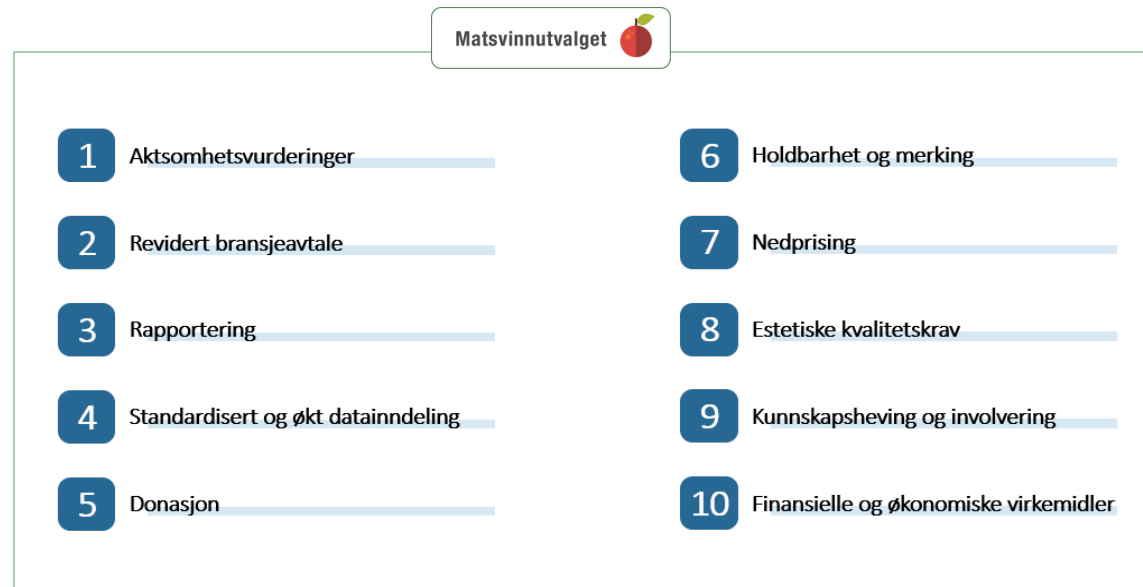 Matsvinnutvalget
1 Aktsomhetsvurderinger
2 Revidert bransjeavtale
3 Rapportering
4 Standardisert og økt datainndeling
5 Donasjon
6 Holdbarhet og merking
7 Nedprising
8 Estetiske kvalitetskrav
9 Kunnskapsheving og involvering
10 Finansielle og økonomiske virkemidler